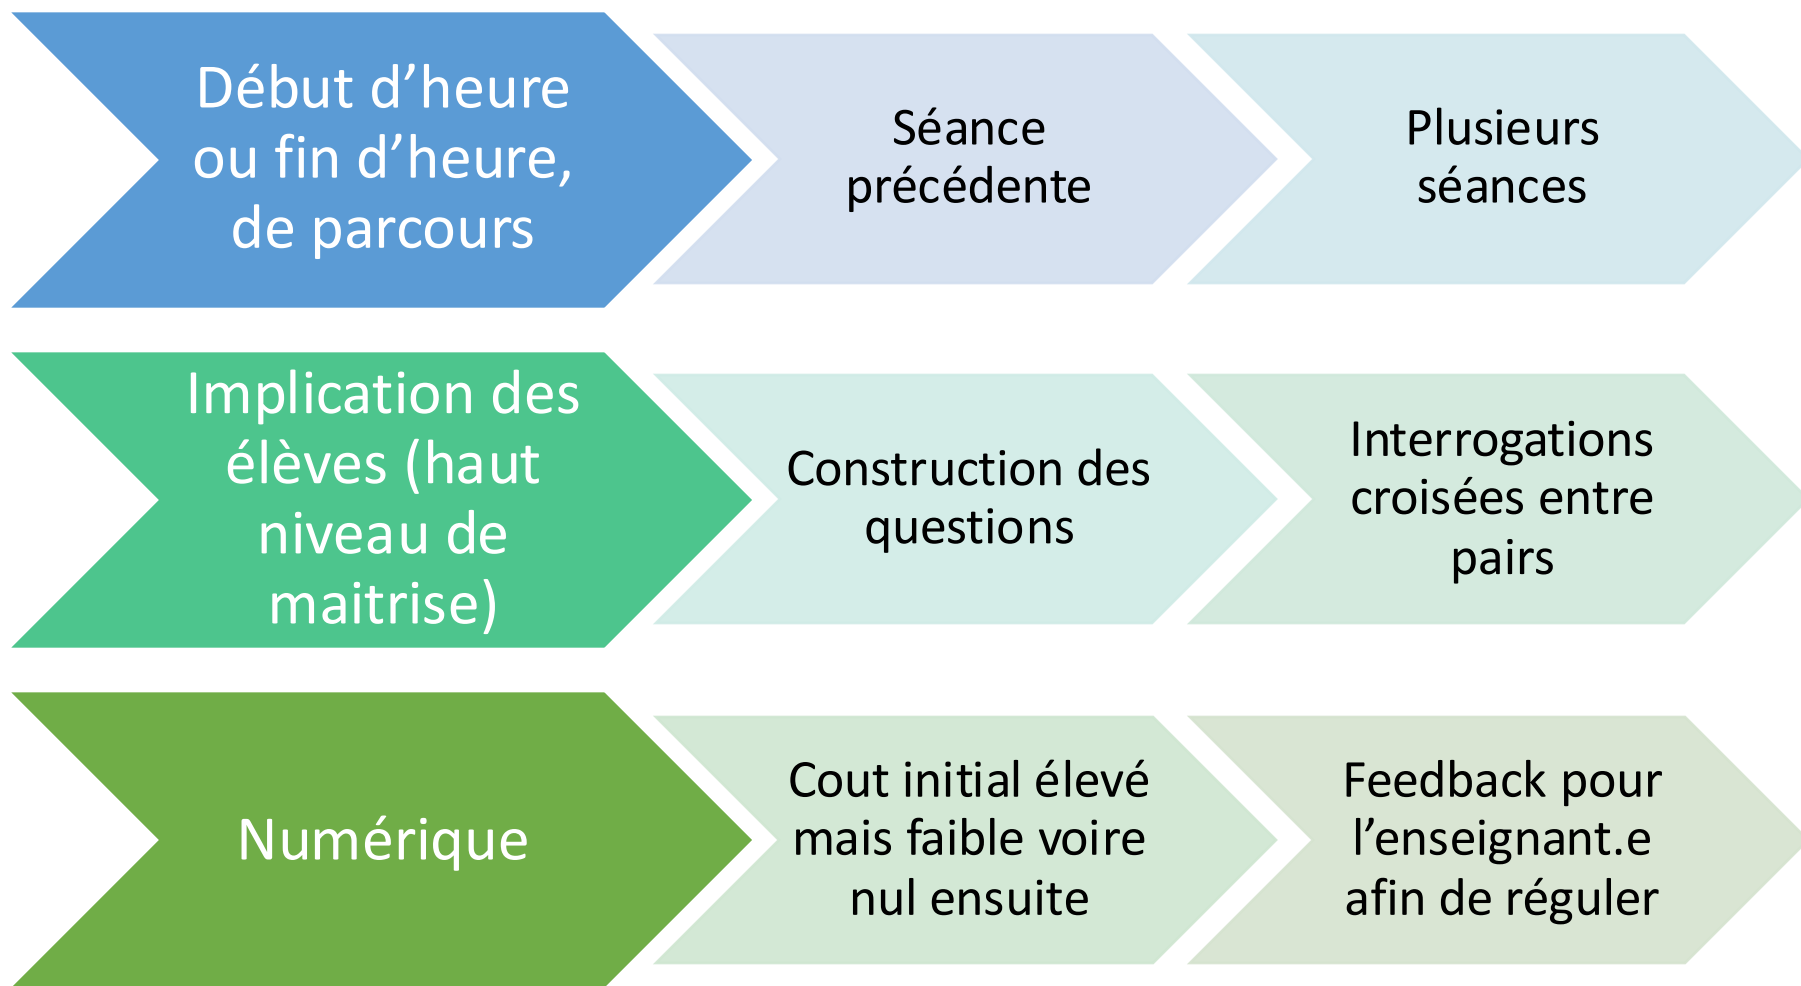 Début d’heure
ou fin d’heure,
de parcours
Séance
précédente
Plusieurs
séances
Implication des
élèves (haut
niveau de
maitrise)
Construction des
questions
Interrogations
croisées entre
pairs
Numérique
Cout initial élevé
mais faible voire
nul ensuite
Feedback pour
l’enseignant.e
afin de réguler